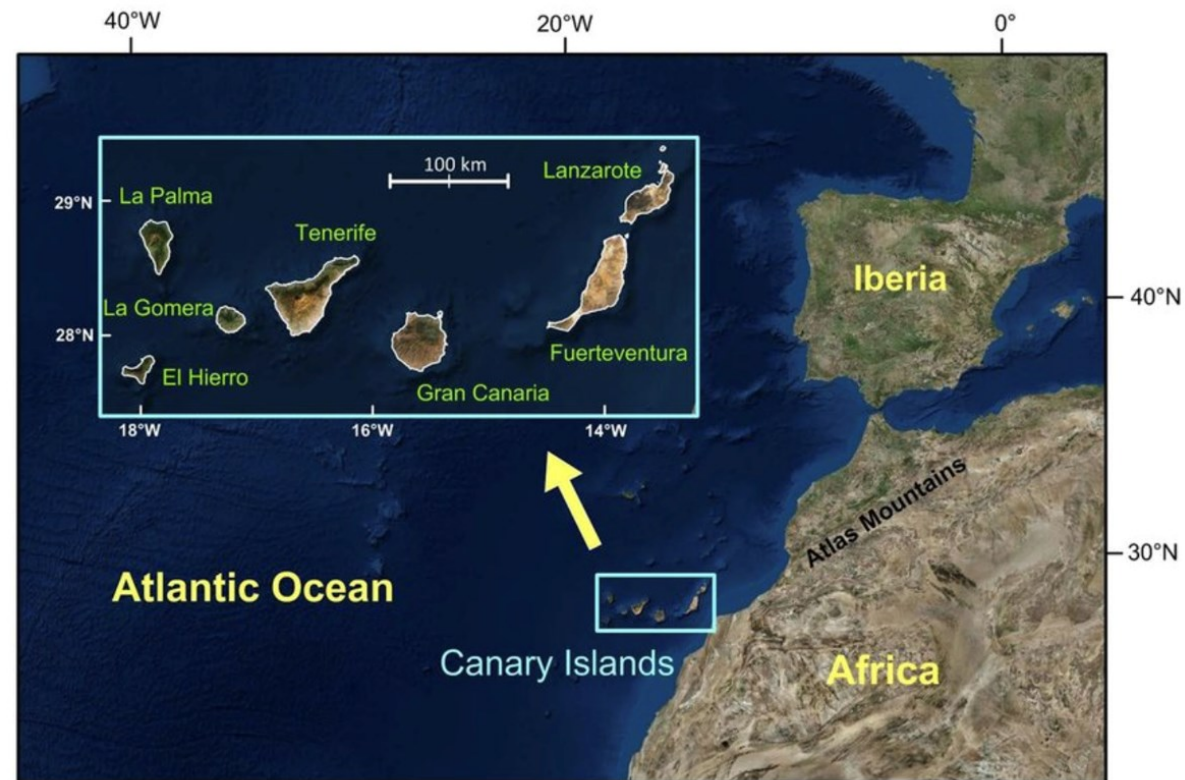 40°W
20°W
0°
100 km
Lanzarote
La Palma
29°N
Tenerife
Iberia
La Gomera
40°N
28°N
Fuerteventura
El Hierro
Gran Canaria
18°W
16°W
14°W
Atlas Mountains
30°N
Atlantic Ocean
Canary Islands
Africa